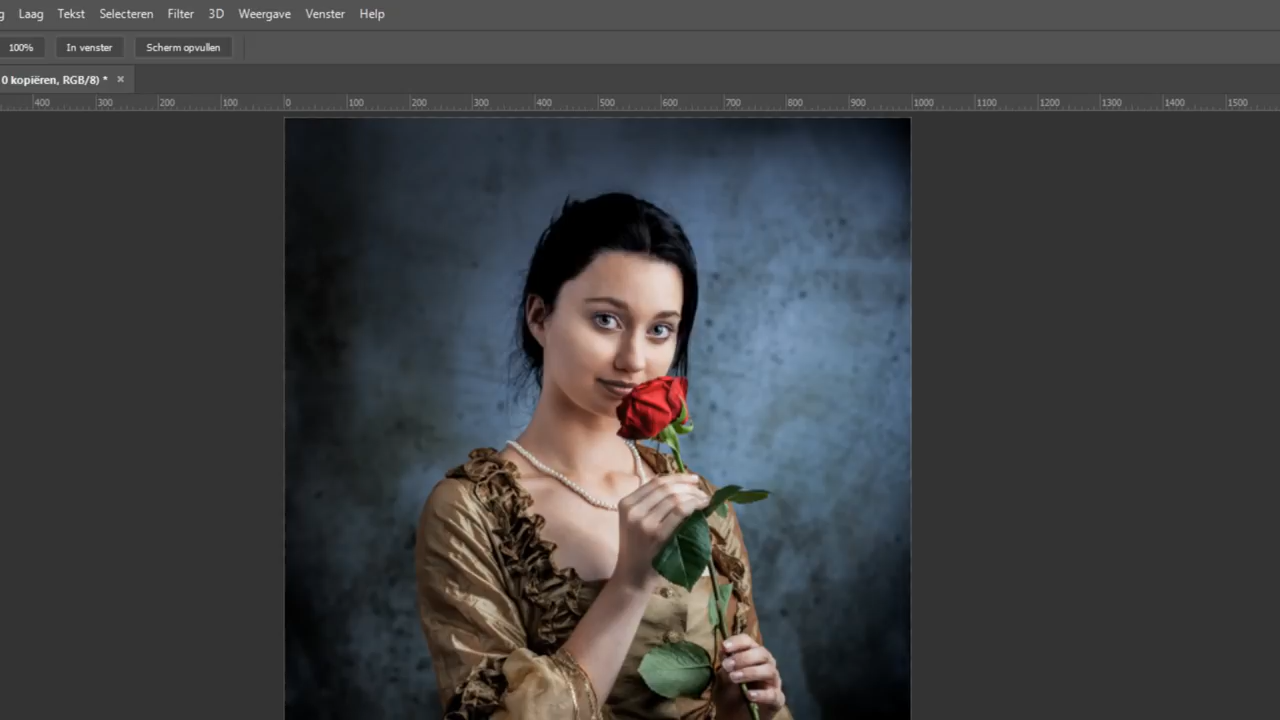 Laag Tekst Selecteren Filter 3D Weergave Venster Help
100% In venster Scherm opvullen
0 kopiëren, RGB/8) * ×
400 300 200 100 0 100 200 300 400 500 600 700 800 900 1000 1100 1200 1300 1400 1500